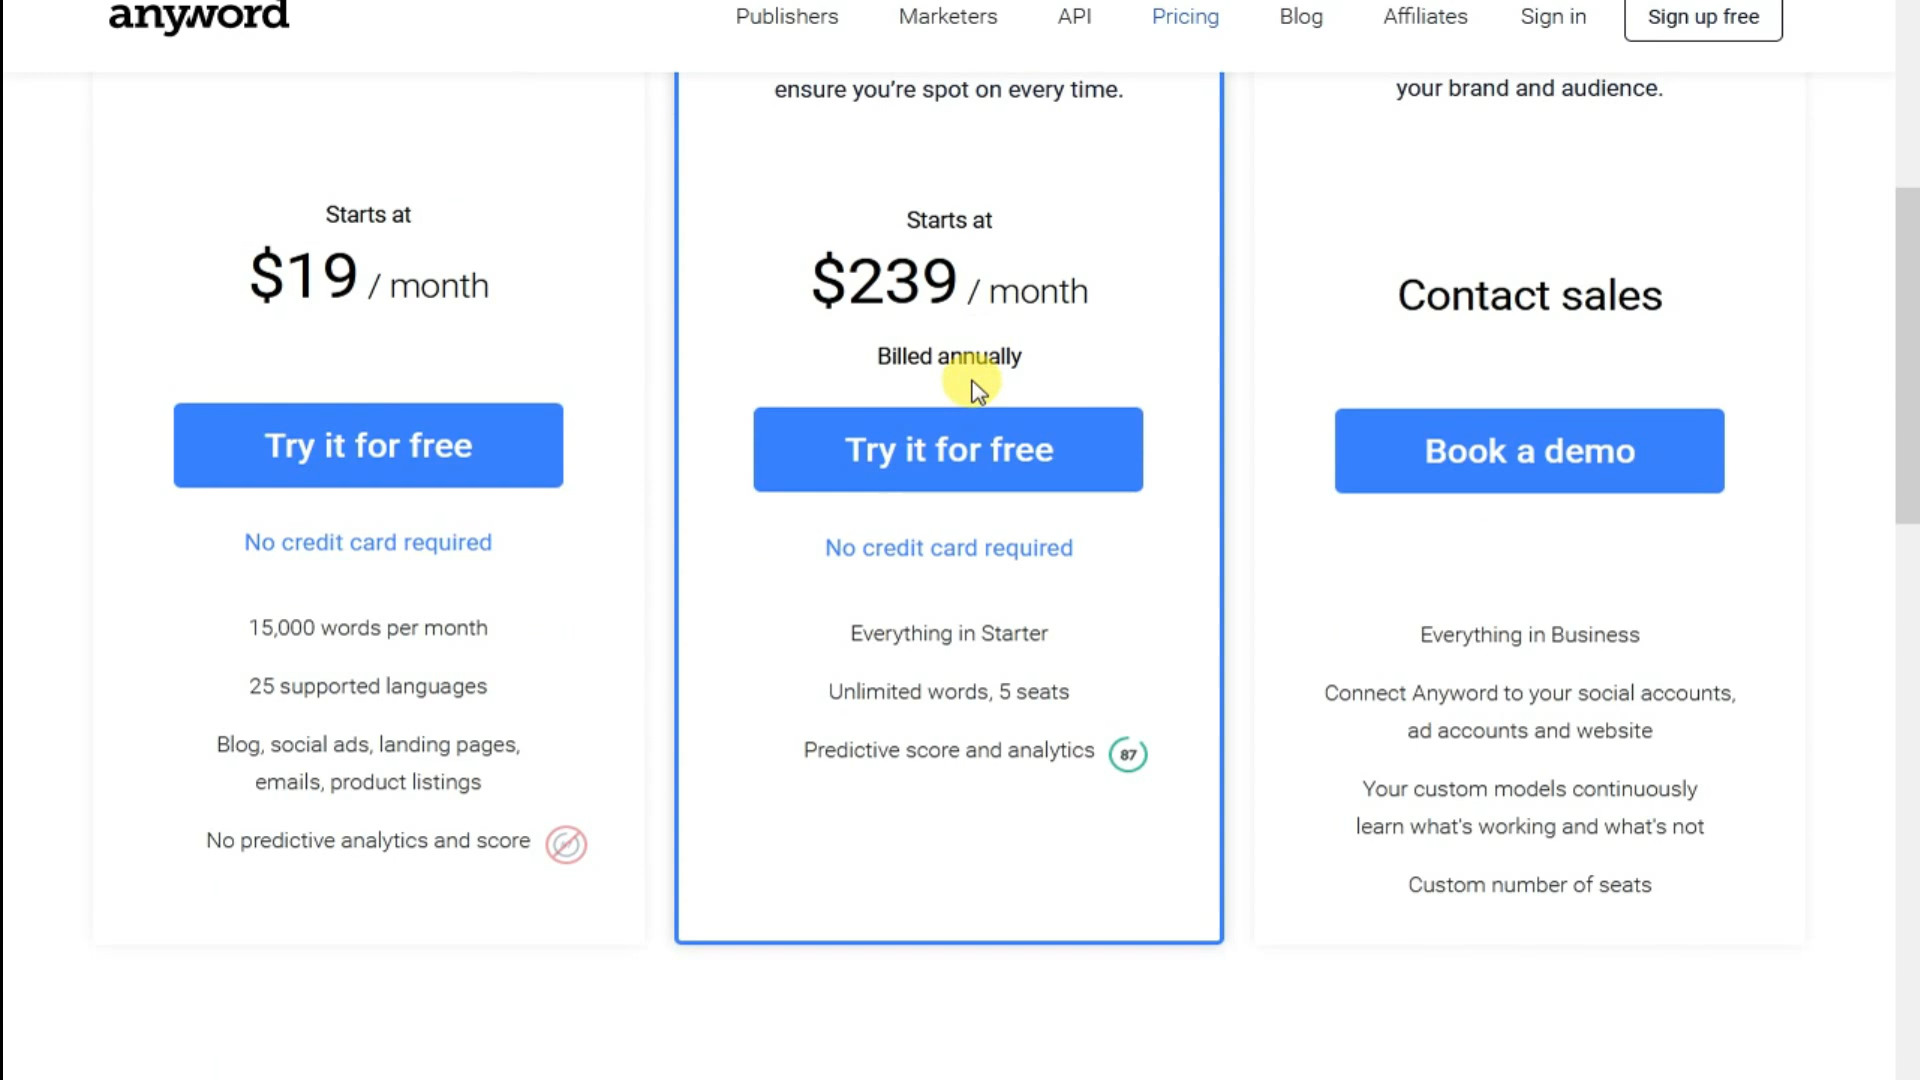 anyword
Publishers Marketers API Pricing Blog Affiliates Sign in Sign up free
Starts at
$19 / month
Try it for free
No credit card required
15,000 words per month
25 supported languages
Blog, social ads, landing pages,
emails, product listings
No predictive analytics and score
ensure you’re spot on every time.
Starts at
$239 / month
Billed annually
Try it for free
No credit card required
Everything in Starter
Unlimited words, 5 seats
Predictive score and analytics 87
your brand and audience.
Contact sales
Book a demo
Everything in Business
Connect Anyword to your social accounts,
ad accounts and website
Your custom models continuously
learn what's working and what's not
Custom number of seats